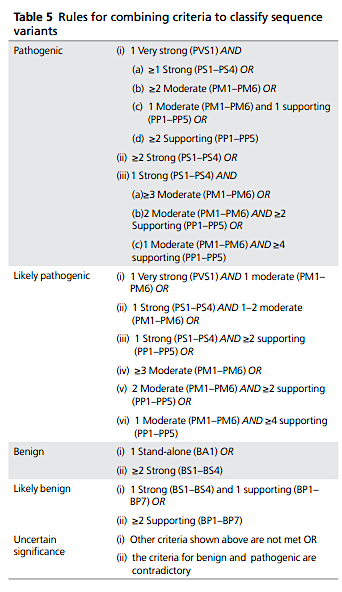 Table 5 Rules for combining criteria to classify sequence
variants
Pathogenic
(i) 1 Very strong (PVS1) AND
(a) ≥1 Strong (PS1–PS4) OR
(b) ≥2 Moderate (PM1–PM6) OR
(c) 1 Moderate (PM1–PM6) and 1 supporting
(PP1–PP5) OR
(d) ≥2 Supporting (PP1–PP5)
(ii) ≥2 Strong (PS1–PS4) OR
(iii) 1 Strong (PS1–PS4) AND
(a)≥3 Moderate (PM1–PM6) OR
(b)2 Moderate (PM1–PM6) AND ≥2
Supporting (PP1–PP5) OR
(c)1 Moderate (PM1–PM6) AND ≥4
supporting (PP1–PP5)
Likely pathogenic
(i) 1 Very strong (PVS1) AND 1 moderate (PM1–
PM6) OR
(ii) 1 Strong (PS1–PS4) AND 1–2 moderate
(PM1–PM6) OR
(iii) 1 Strong (PS1–PS4) AND ≥2 supporting
(PP1–PP5) OR
(iv) ≥3 Moderate (PM1–PM6) OR
(v) 2 Moderate (PM1–PM6) AND ≥2 supporting
(PP1–PP5) OR
(vi) 1 Moderate (PM1–PM6) AND ≥4 supporting
(PP1–PP5)
Benign
(i) 1 Stand-alone (BA1) OR
(ii) ≥2 Strong (BS1–BS4)
Likely benign
(i) 1 Strong (BS1–BS4) and 1 supporting (BP1–
BP7) OR
(ii) ≥2 Supporting (BP1–BP7)
Uncertain
significance
(i) Other criteria shown above are not met OR
(ii) the criteria for benign and pathogenic are
contradictory